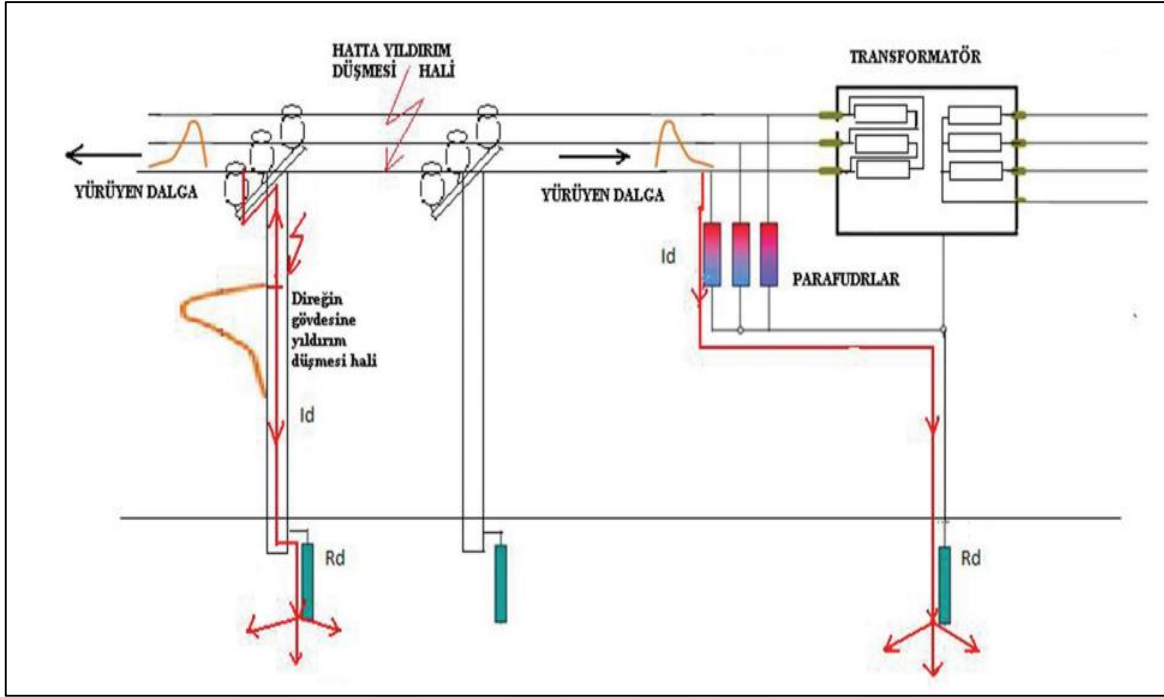 HATTA YILDIRIM
DÜŞMESİ HALİ
TRANSFORMATÖR
YÜRÜYEN DALGA
YÜRÜYEN DALGA
Id
PARAFUDRLAR
Direğin
gövdesine
yıldırım
düşmesi hali
Id
Rd
Rd